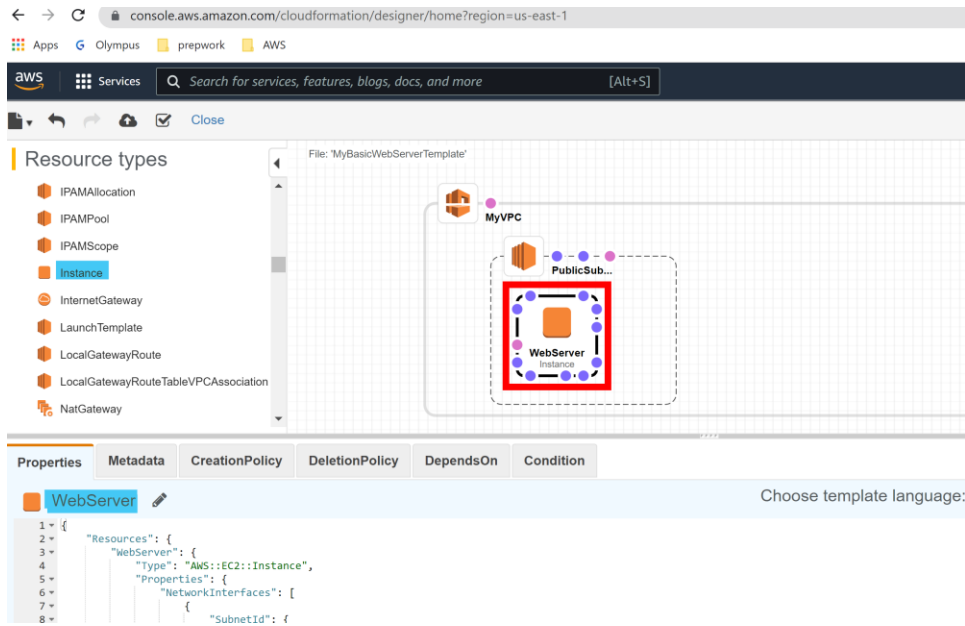 console.aws.amazon.com/cloudformation/designer/home?region=us-east-1
Apps G Olympus prepwork AWS
aws Services Search for services, features, blogs, docs, and more [Alt+S]
Close
Resource types
IPAMAllocation
IPAMPool
IPAMScope
Instance
InternetGateway
LaunchTemplate
LocalGatewayRoute
LocalGatewayRouteTableVPCAssociation
NatGateway
File: 'MyBasicWebServerTemplate'
MyVPC
PublicSub...
WebServer
Instance
Properties Metadata CreationPolicy DeletionPolicy DependsOn Condition
WebServer Choose template language:
1 {
2 "Resources": {
3 "WebServer": {
4 "Type": "AWS::EC2::Instance",
5 "Properties": {
6 "NetworkInterfaces": [
7 {
8 "SubnetId": {